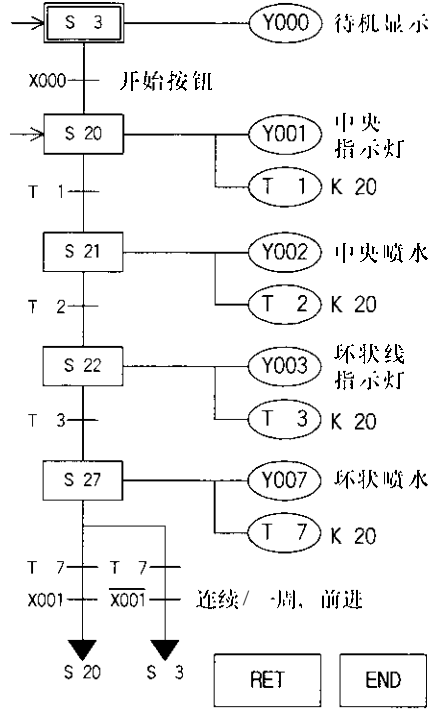 S 3 Y000 待机显示
X000 开始按钮
S 20 Y001 中央
指示灯
T 1 T 1 K 20
S 21 Y002 中央喷水
T 2 T 2 K 20
S 22 Y003 环状线
指示灯
T 3 T 3 K 20
S 27 Y007 环状喷水
T 7 K 20
T 7 T 7
X001 X001 连续/一周，前进
S 20 S 3
RET END